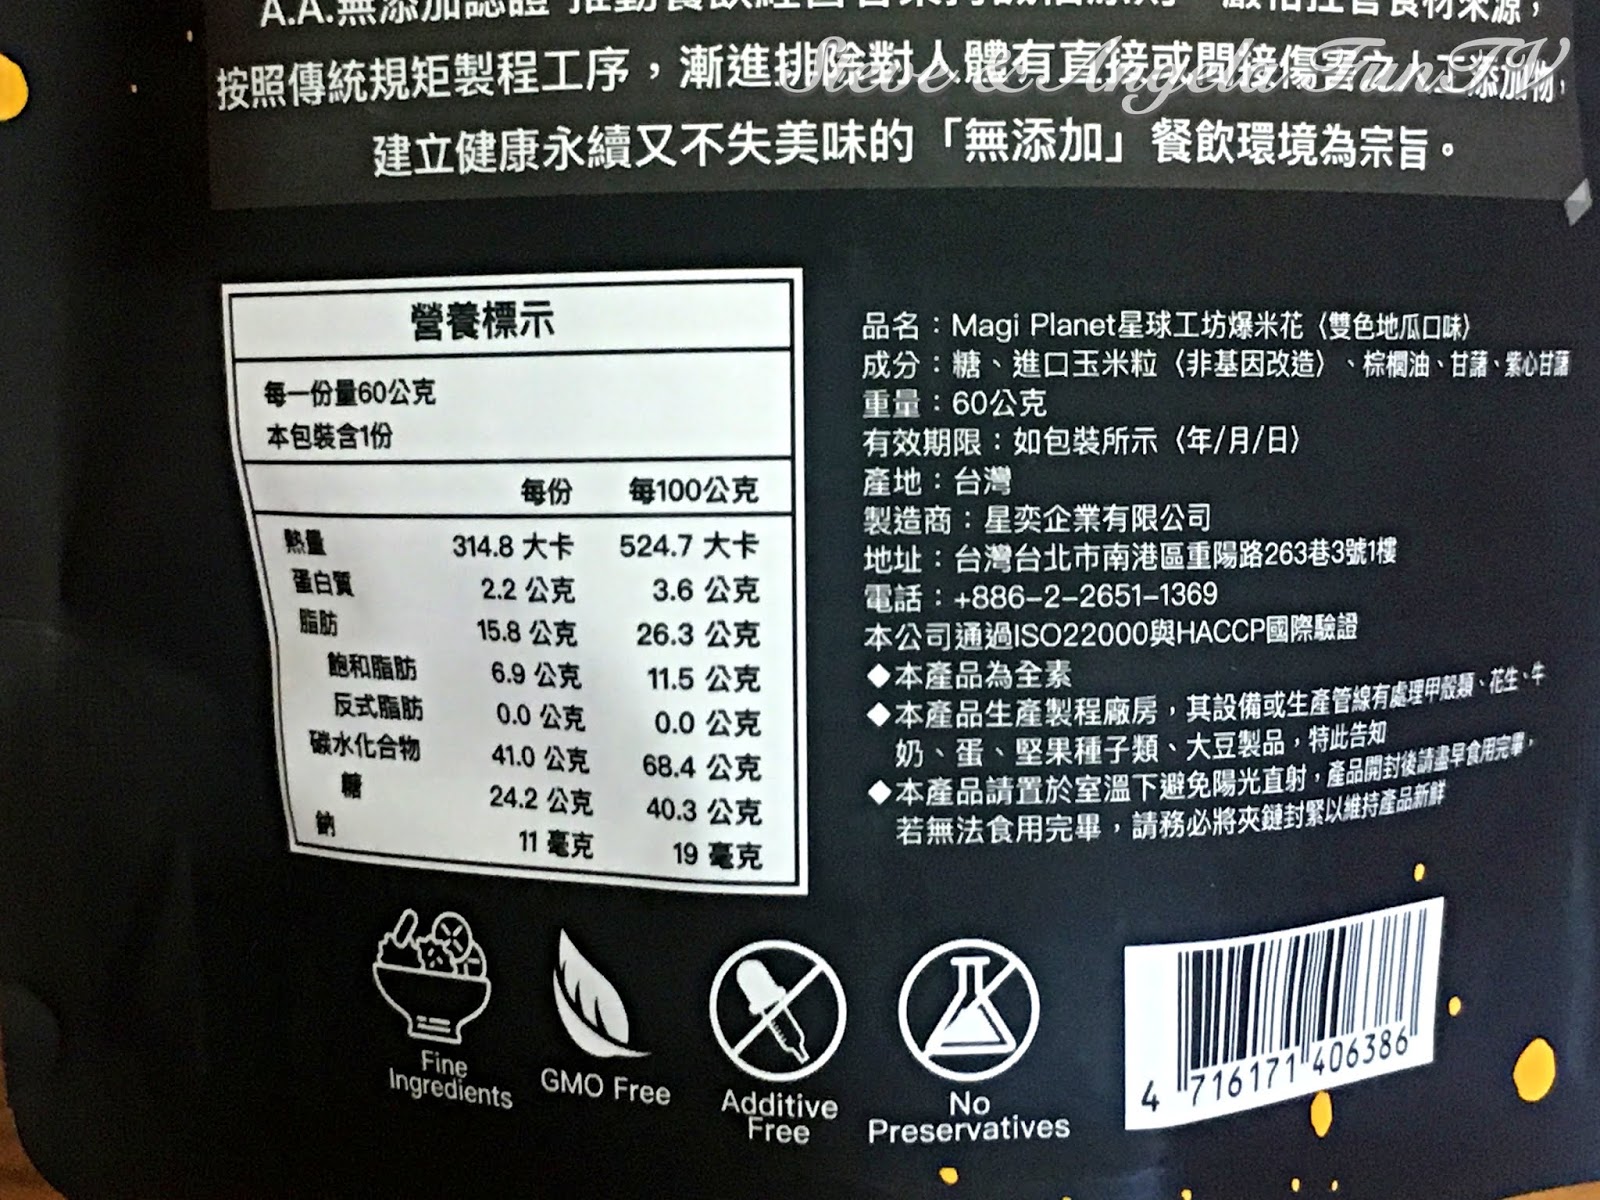 A.A.無添加認證
按照傳統規矩製程工序，漸進排除對人體有直接或間接傷害之人工添加物，
建立健康永續又不失美味的「無添加」餐飲環境為宗旨。
Steve & Angela FunTV
營養標示
每一份量60公克
本包裝含1份
每份 每100公克
熱量 314.8 大卡 524.7 大卡
蛋白質 2.2 公克 3.6 公克
脂肪 15.8 公克 26.3 公克
飽和脂肪 6.9 公克 11.5 公克
反式脂肪 0.0 公克 0.0 公克
碳水化合物 41.0 公克 68.4 公克
糖 24.2 公克 40.3 公克
鈉 11 毫克 19 毫克
品名：Magi Planet星球工坊爆米花〈雙色地瓜口味〉
成分：糖、進口玉米粒〈非基因改造〉、棕櫚油、甘藷、紫心甘藷
重量：60公克
有效期限：如包裝所示〈年/月/日〉
產地：台灣
製造商：星奕企業有限公司
地址：台灣台北市南港區重陽路263巷3號1樓
電話：+886-2-2651-1369
本公司通過ISO22000與HACCP國際驗證
◆本產品為全素
◆本產品生產製程廠房，其設備或生產管線有處理甲殼類、花生、牛
奶、蛋、堅果種子類、大豆製品，特此告知
◆本產品請置於室溫下避免陽光直射，產品開封後請盡早食用完畢，
若無法食用完畢，請務必將夾鏈封緊以維持產品新鮮
Fine
Ingredients
GMO Free
Additive
Free
No
Preservatives
4 716171 406386